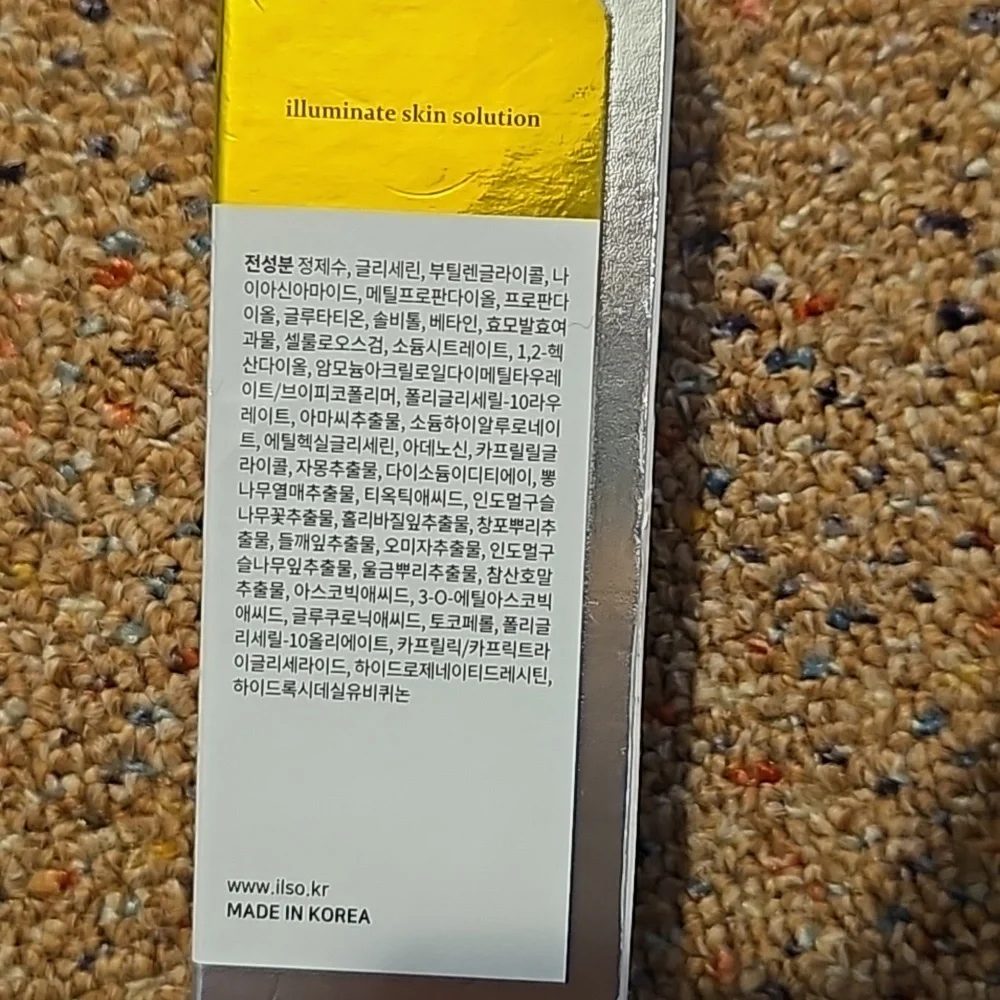 illuminate skin solution
전성분 정제수, 글리세린, 부틸렌글라이콜, 나
이아신아마이드, 메틸프로판다이올, 프로판다
이올, 글루타티온, 솔비톨, 베타인, 효모발효여
과물, 셀룰로오스검, 소듐시트레이트, 1,2-헥
산다이올, 암모늄아크릴로일다이메틸타우레
이트/브이피코폴리머, 폴리글리세릴-10라우
레이트, 아마씨추출물, 소듐하이알루로네이
트, 에틸헥실글리세린, 아데노신, 카프릴릴글
라이콜, 자몽추출물, 다이소듐이디티에이, 뽕
나무열매추출물, 티옥틱애씨드, 인도멀구슬
나무꽃추출물, 홀리바질잎추출물, 창포뿌리추
출물, 들깨잎추출물, 오미자추출물, 인도멀구
슬나무잎추출물, 울금뿌리추출물, 참산호말
추출물, 아스코빅애씨드, 3-O-에틸아스코빅
애씨드, 글루쿠로닉애씨드, 토코페롤, 폴리글
리세릴-10올리에이트, 카프릴릭/카프릭트라
이글리세라이드, 하이드로제네이티드레시틴,
하이드록시데실유비퀴논
www.ilso.kr
MADE IN KOREA